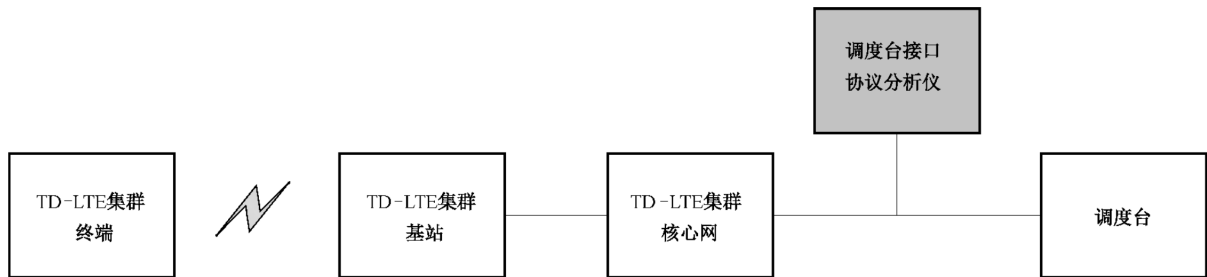 调度台接口
协议分析仪
TD-LTE集群
终端
TD-LTE集群
基站
TD-LTE集群
核心网
调度台